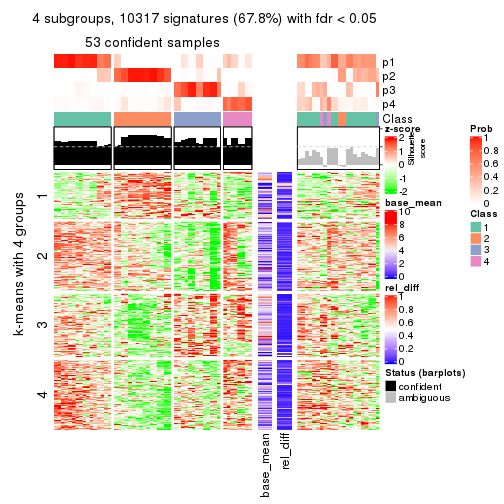 4 subgroups, 10317 signatures (67.8%) with fdr < 0.05
53 confident samples
p1
p2
p3
p4
Class
Silhouette score
k-means with 4 groups
1
2
3
4
base_mean
rel_diff
z-score
2
1
0
-1
-2
base_mean
10
8
6
4
2
0
rel_diff
1
0.8
0.6
0.4
0.2
0
Status (barplots)
confident
ambiguous
Prob
1
0.8
0.6
0.4
0.2
0
Class
1
2
3
4